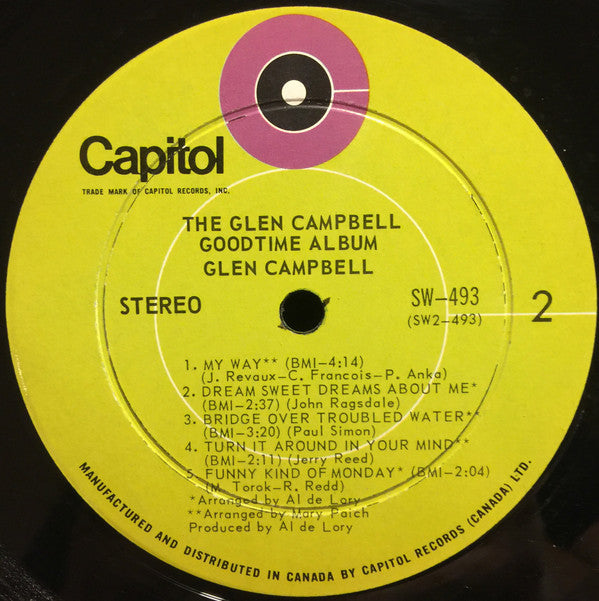 Capitol
TRADE MARK OF CAPITOL RECORDS, INC.
THE GLEN CAMPBELL
GOODTIME ALBUM
GLEN CAMPBELL
STEREO
SW-493
(SW2-493)
2
1. MY WAY** (BMI-4:14)
(J. Revaux-C. Francois-P. Anka)
2. DREAM SWEET DREAMS ABOUT ME*
(BMI-2:37) (John Ragsdale)
3. BRIDGE OVER TROUBLED WATER**
(BMI-3:20) (Paul Simon)
4. TURN IT AROUND IN YOUR MIND**
(BMI-2:11) (Jerry Reed)
5. FUNNY KIND OF MONDAY* (BMI-2:04)
(M. Torok-R. Redd)
*Arranged by Al de Lory
**Arranged by Marty Paich
Produced by Al de Lory
MANUFACTURED AND DISTRIBUTED IN CANADA BY CAPITOL RECORDS (CANADA) LTD.